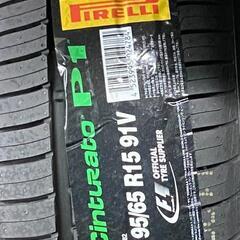 PIRELLI
Cinturato P1
95/65 R15 91V
F1 OFFICIAL
TYRE SUPPLIER